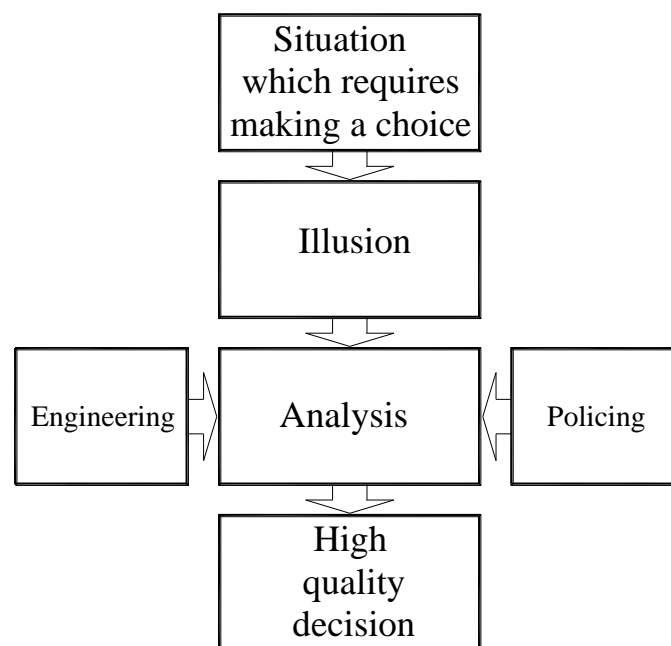 Situation
which requires
making a choice
Illusion
Engineering
Analysis
Policing
High
quality
decision